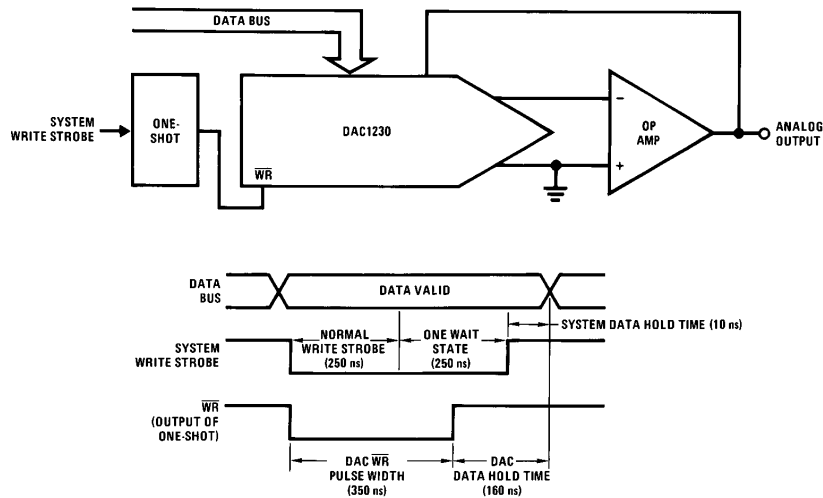 DATA BUS
SYSTEM
WRITE STROBE
ONE-
SHOT
DAC1230
WR
OP
AMP
−
+
ANALOG
OUTPUT
DATA
BUS
DATA VALID
SYSTEM DATA HOLD TIME (10 ns)
SYSTEM
WRITE STROBE
NORMAL
WRITE STROBE
(250 ns)
ONE WAIT
STATE
(250 ns)
WR
(OUTPUT OF
ONE-SHOT)
DAC WR
PULSE WIDTH
(350 ns)
DAC
DATA HOLD TIME
(160 ns)